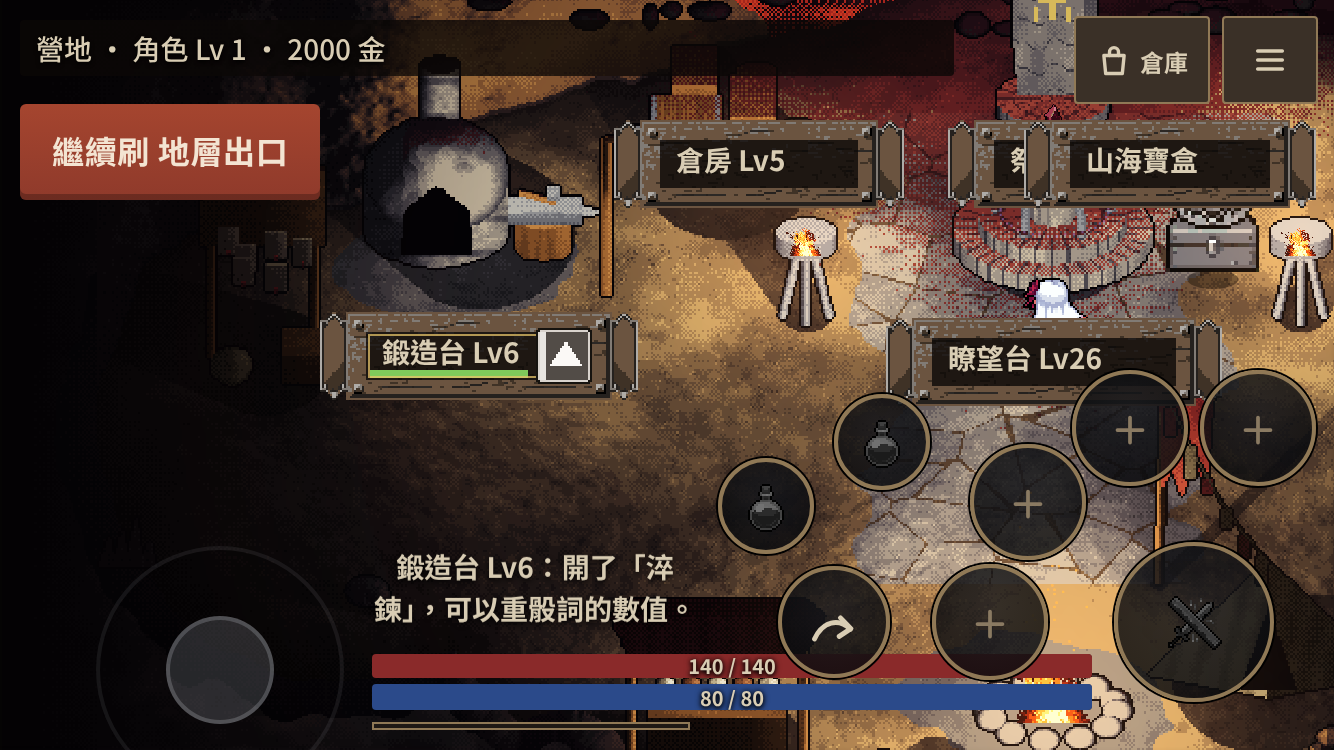 營地 • 角色 Lv 1 • 2000 金
倉庫
繼續刷 地層出口
倉房 Lv5
山海寶盒
鍛造台 Lv6
瞭望台 Lv26
鍛造台 Lv6：開了「淬
鍊」，可以重骰詞的數值。
140 / 140
80 / 80